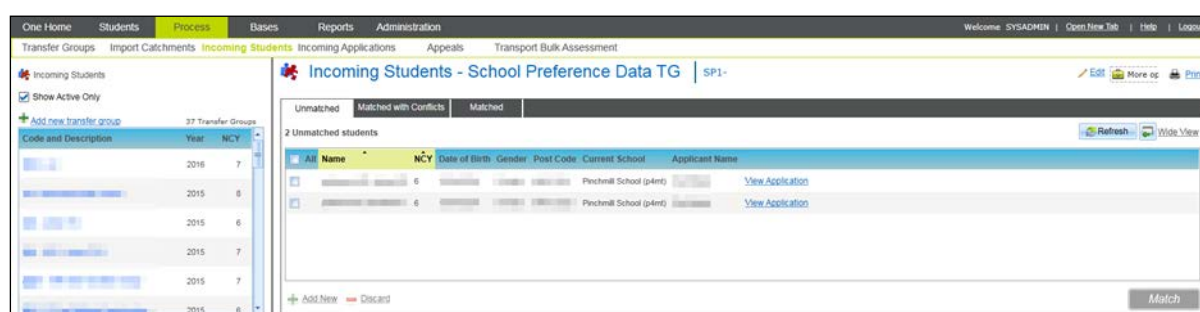 One Home Students Process Bases Reports Administration Welcome SYSADMIN | Open New Tab | Help | Logou
Transfer Groups Import Catchments Incoming Students Incoming Applications Appeals Transport Bulk Assessment
Incoming Students
Show Active Only
Add new transfer group 37 Transfer Groups
Code and Description Year NCY
2016 7
2015 8
2015 6
2015 7
2015 7
2015 6
Incoming Students - School Preference Data TG SP1-
Edit More op Prin
Unmatched Matched with Conflicts Matched
2 Unmatched students Refresh Wide View
All Name NCY Date of Birth Gender Post Code Current School Applicant Name
6 Pinchmill School (p4mt) View Application
6 Pinchmill School (p4mt) View Application
Add New Discard Match